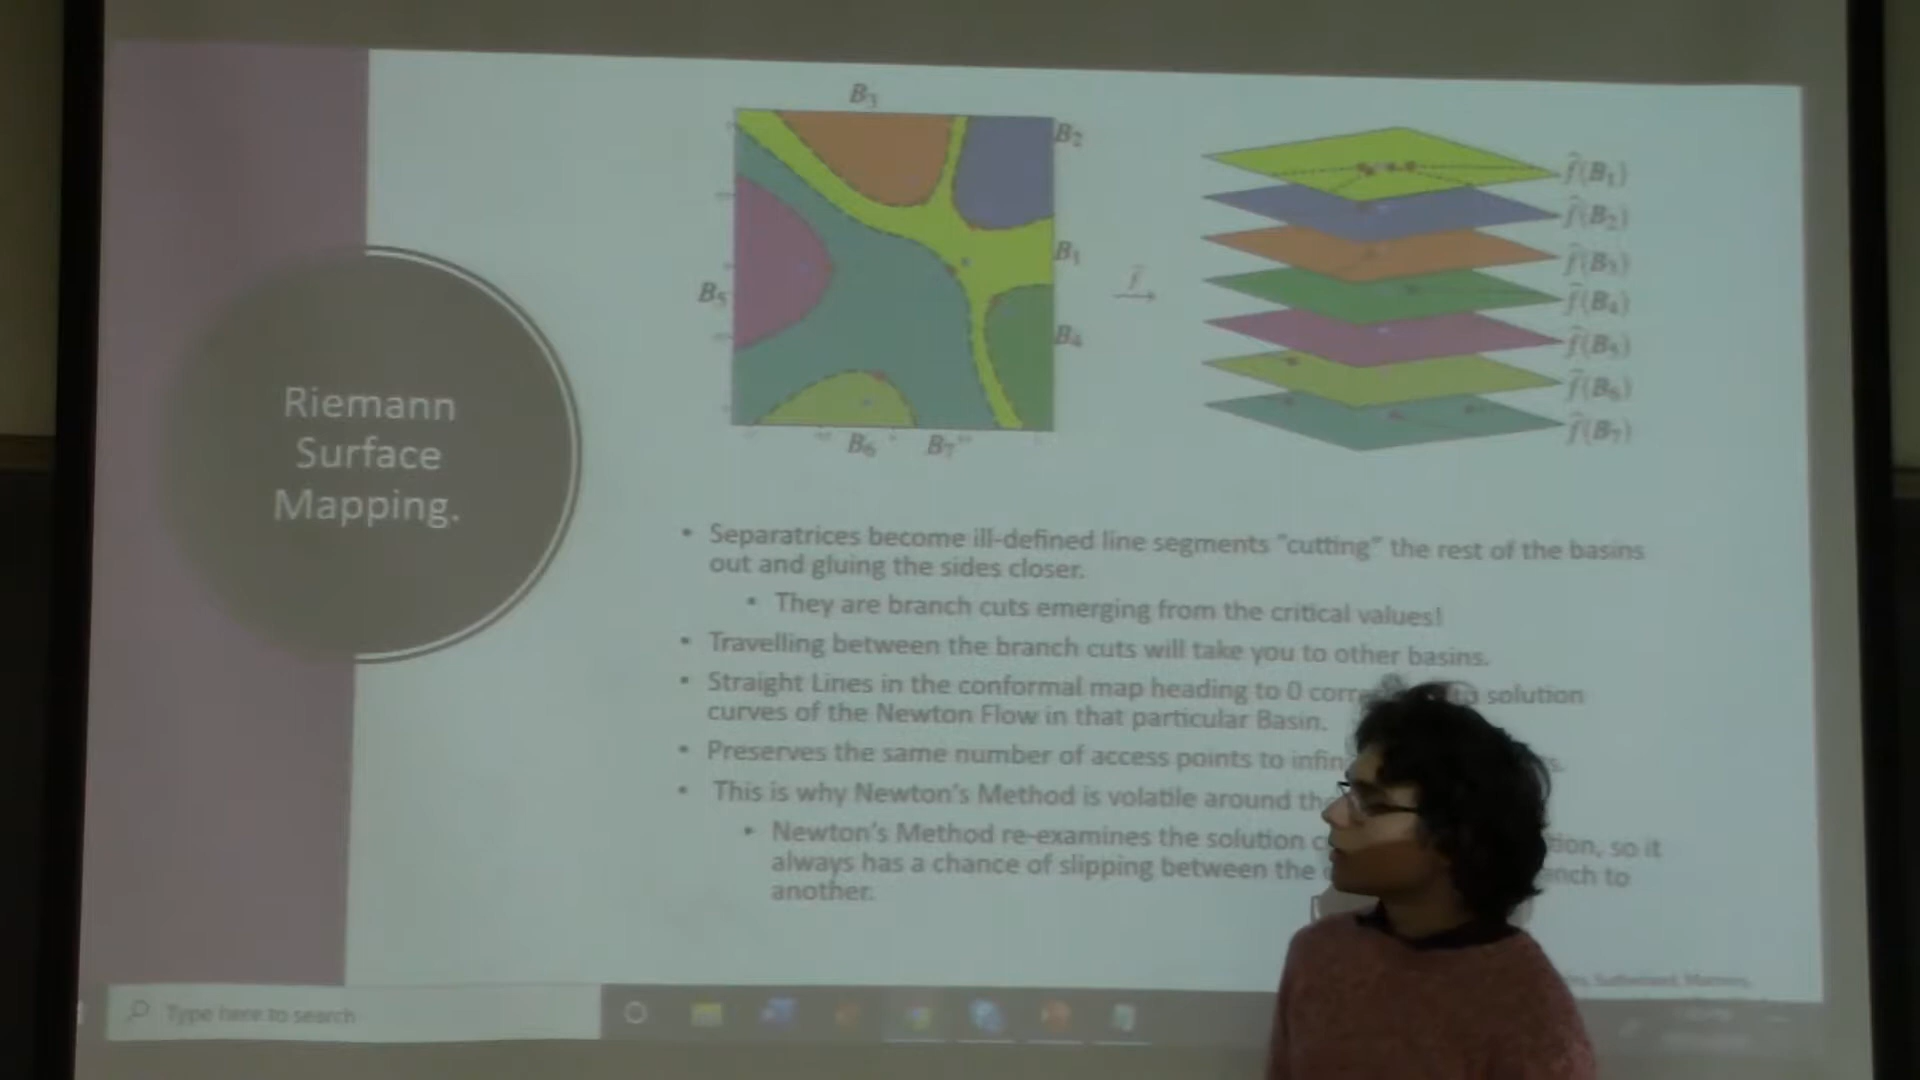 Riemann
Surface
Mapping.
B3
B2
B1
B5
B4
B6
B7
f̃
f̃(B1)
f̃(B2)
f̃(B3)
f̃(B4)
f̃(B5)
f̃(B6)
f̃(B7)
• Separatrices become ill-defined line segments "cutting" the rest of the basins
out and gluing the sides closer.
• They are branch cuts emerging from the critical values!
• Travelling between the branch cuts will take you to other basins.
• Straight Lines in the conformal map heading to 0 to solution
curves of the Newton Flow in that particular Basin.
• Preserves the same number of access points to
• This is why Newton's Method is volatile around
• Newton's Method re-examines the solution so it
always has a chance of slipping between the to
another.
Sutherland,
Type here to search